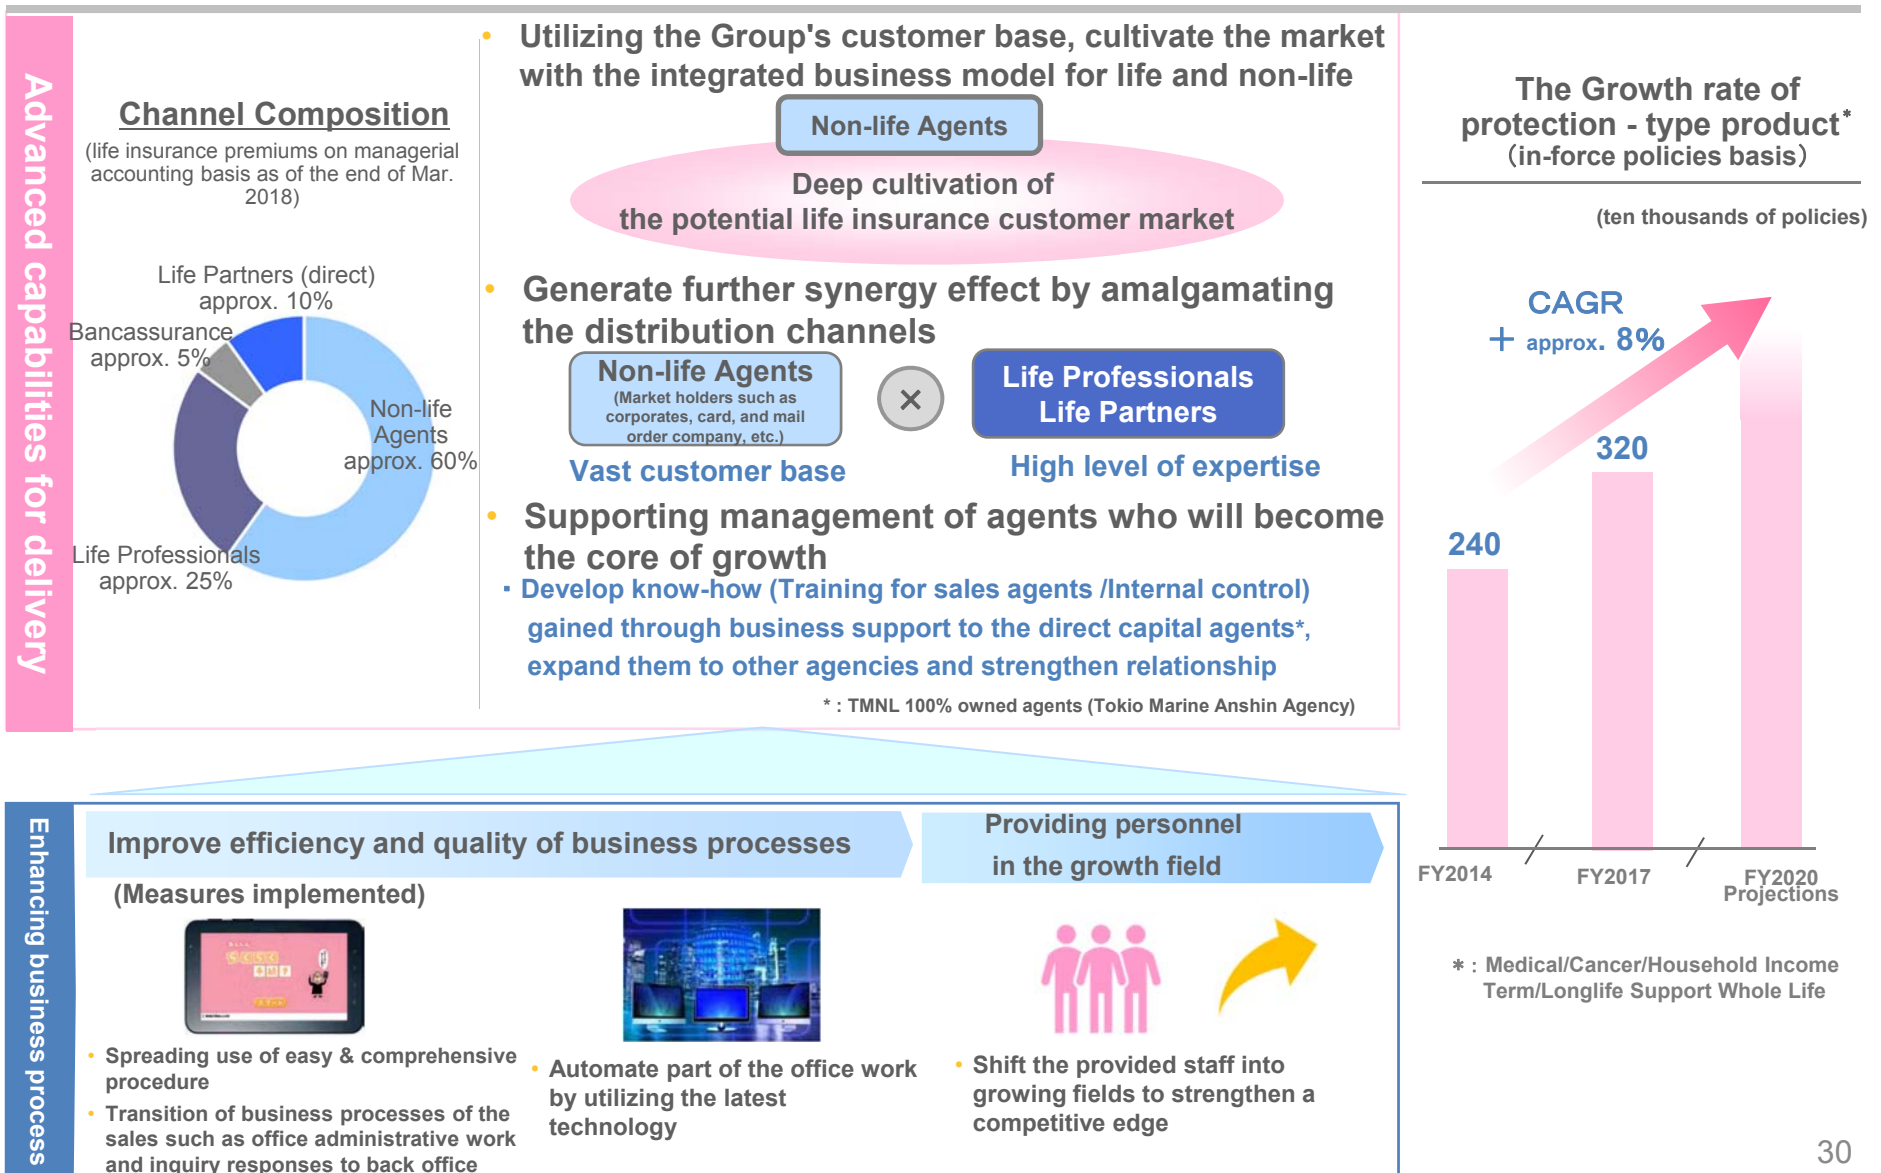 Advanced capabilities for delivery
Channel Composition
(life insurance premiums on managerial
accounting basis as of the end of Mar.
2018)
Life Partners (direct)
approx. 10%
Bancassurance
approx. 5%
Non-life
Agents
approx. 60%
Life Professionals
approx. 25%
• Utilizing the Group's customer base, cultivate the market
with the integrated business model for life and non-life
Non-life Agents
Deep cultivation of
the potential life insurance customer market
• Generate further synergy effect by amalgamating
the distribution channels
Non-life Agents
(Market holders such as
corporates, card, and mail
order company, etc.)
×
Life Professionals
Life Partners
Vast customer base
High level of expertise
• Supporting management of agents who will become
the core of growth
・Develop know-how (Training for sales agents /Internal control)
gained through business support to the direct capital agents*,
expand them to other agencies and strengthen relationship
* : TMNL 100% owned agents (Tokio Marine Anshin Agency)
The Growth rate of
protection - type product*
(in-force policies basis)
(ten thousands of policies)
CAGR
+ approx. 8%
240
320
FY2014
FY2017
FY2020
Projections
* : Medical/Cancer/Household Income
Term/Longlife Support Whole Life
Enhancing business process
Improve efficiency and quality of business processes
Providing personnel
in the growth field
(Measures implemented)
• Spreading use of easy & comprehensive
procedure
• Transition of business processes of the
sales such as office administrative work
and inquiry responses to back office
• Automate part of the office work
by utilizing the latest
technology
• Shift the provided staff into
growing fields to strengthen a
competitive edge
30